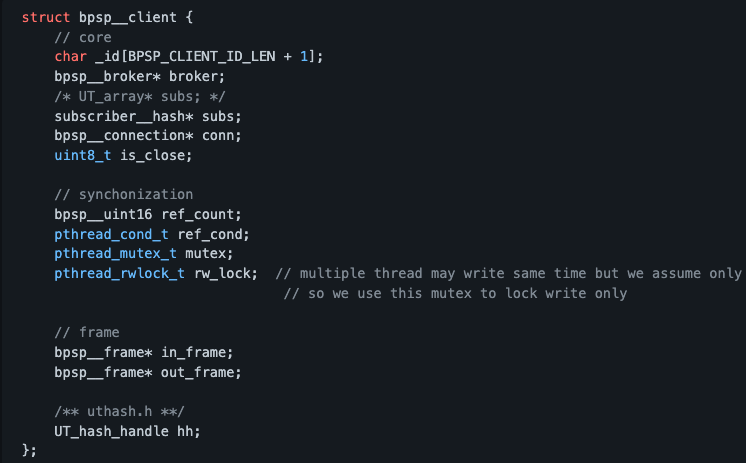 struct bpsp__client {
    // core
    char _id[BPSP_CLIENT_ID_LEN + 1];
    bpsp__broker* broker;
    /* UT_array* subs; */
    subscriber__hash* subs;
    bpsp__connection* conn;
    uint8_t is_close;

    // synchonization
    bpsp__uint16 ref_count;
    pthread_cond_t ref_cond;
    pthread_mutex_t mutex;
    pthread_rwlock_t rw_lock;  // multiple thread may write same time but we assume only
                               // so we use this mutex to lock write only

    // frame
    bpsp__frame* in_frame;
    bpsp__frame* out_frame;

    /** uthash.h **/
    UT_hash_handle hh;
};